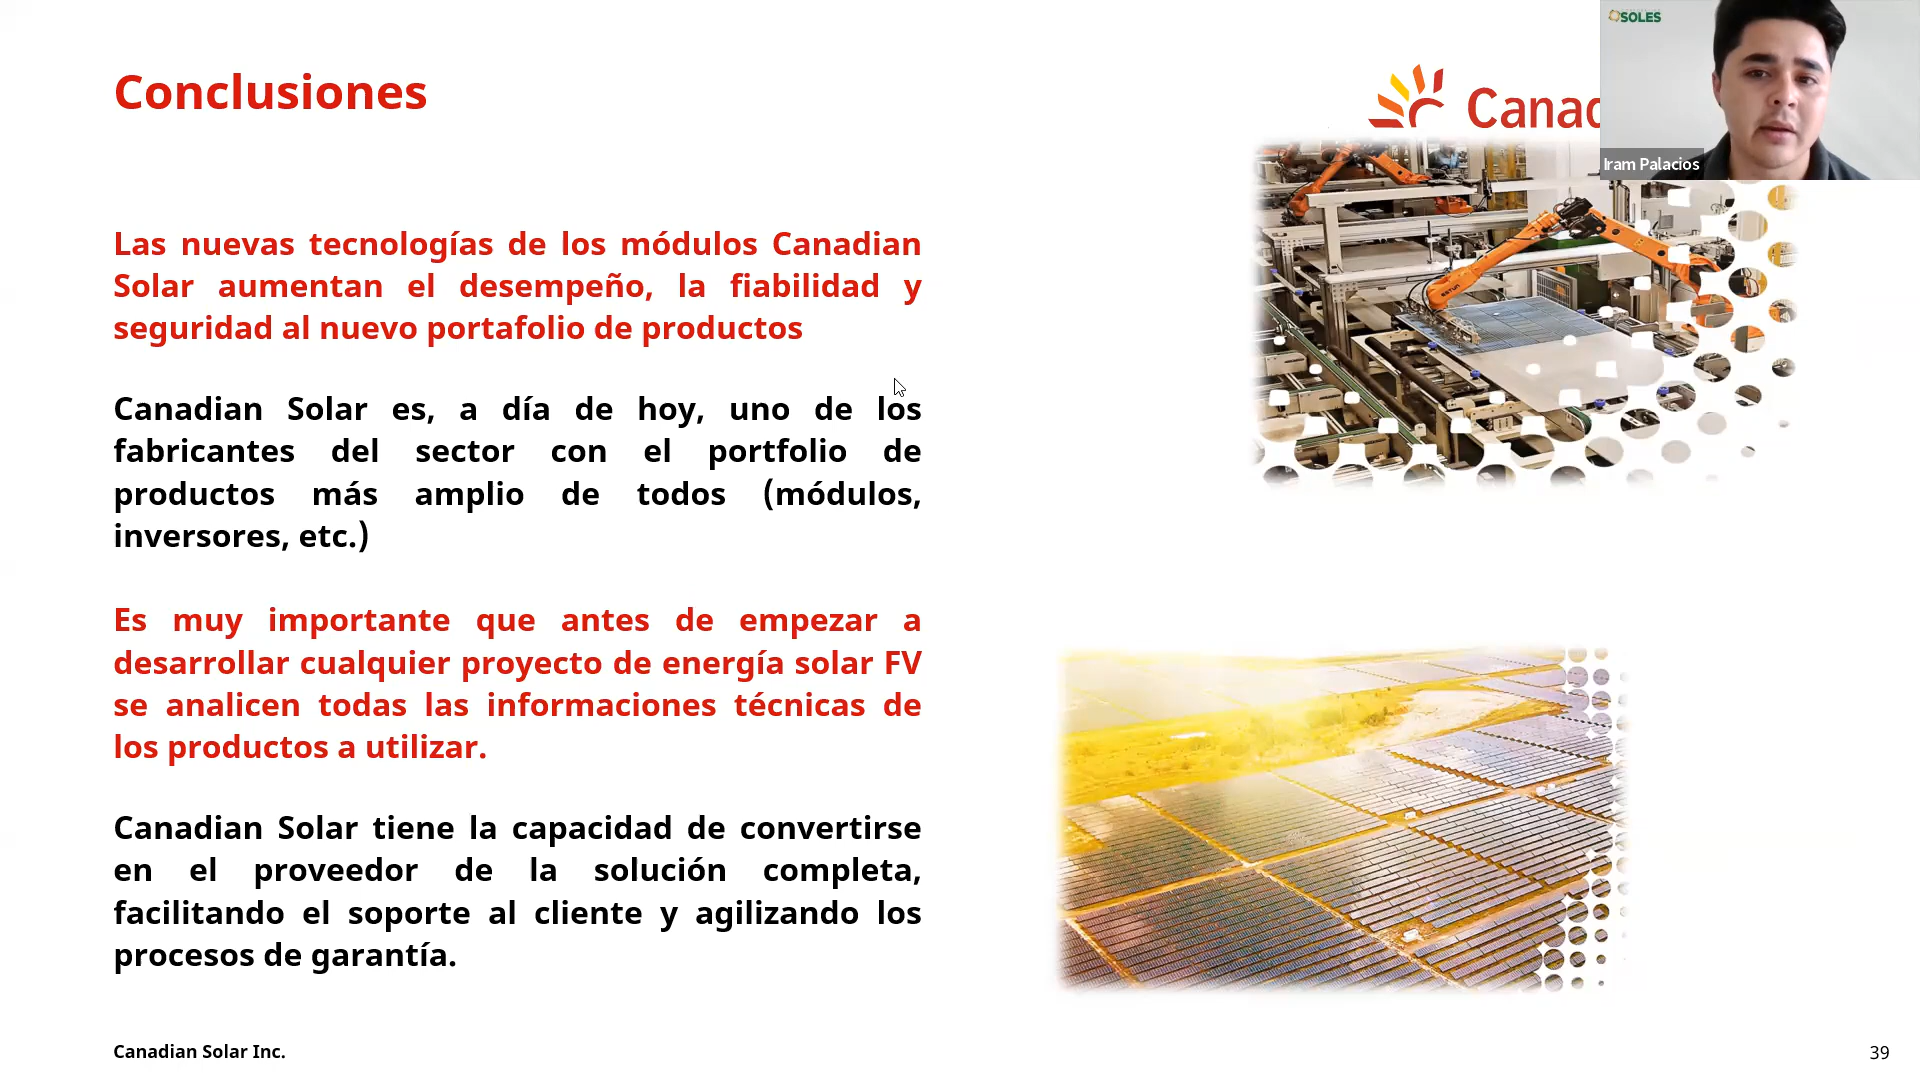 Conclusiones
Canad
SOLES
Iram Palacios
Las nuevas tecnologías de los módulos Canadian
Solar aumentan el desempeño, la fiabilidad y
seguridad al nuevo portafolio de productos
Canadian Solar es, a día de hoy, uno de los
fabricantes del sector con el portfolio de
productos más amplio de todos (módulos,
inversores, etc.)
Es muy importante que antes de empezar a
desarrollar cualquier proyecto de energía solar FV
se analicen todas las informaciones técnicas de
los productos a utilizar.
Canadian Solar tiene la capacidad de convertirse
en el proveedor de la solución completa,
facilitando el soporte al cliente y agilizando los
procesos de garantía.
ESTUN
Canadian Solar Inc.
39